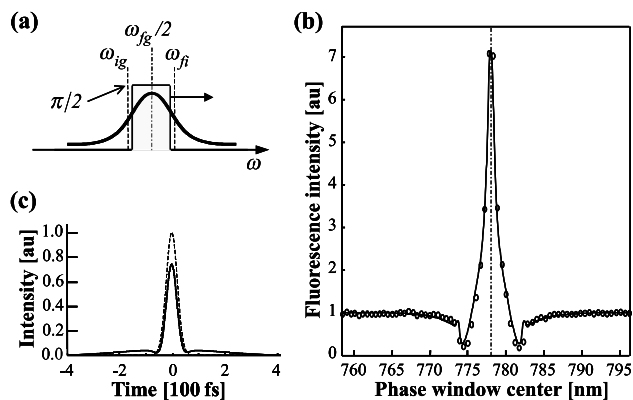 (a)
ω_fg/2
ω_ig
ω_fi
π/2
ω
(b)
Fluorescence intensity [au]
7
6
5
4
3
2
1
0
760 765 770 775 780 785 790 795
Phase window center [nm]
(c)
Intensity [au]
1.0
0.8
0.6
0.4
0.2
0.0
-4 -2 0 2 4
Time [100 fs]